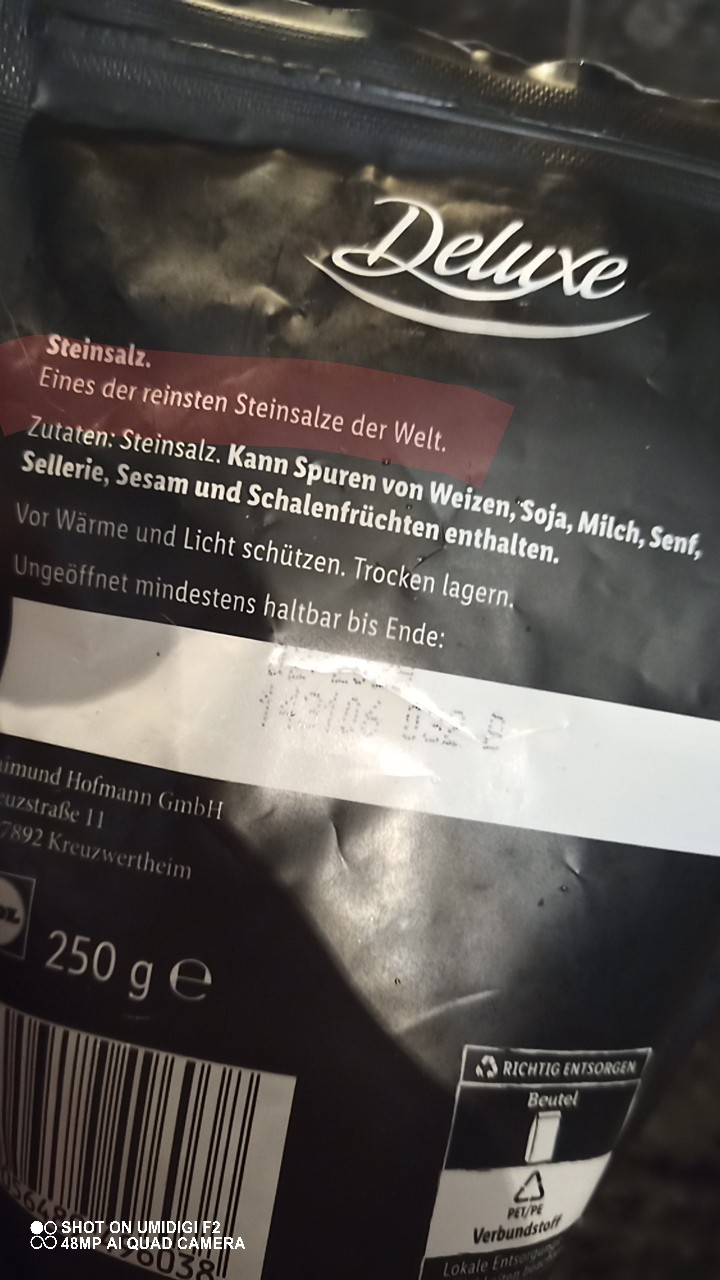 Deluxe
Steinsalz.
Eines der reinsten Steinsalze der Welt.
Zutaten: Steinsalz. Kann Spuren von Weizen, Soja, Milch, Senf,
Sellerie, Sesam und Schalenfrüchten enthalten.
Vor Wärme und Licht schützen. Trocken lagern.
Ungeöffnet mindestens haltbar bis Ende:
143106 032 P
Hofmann GmbH
11
Kreuzwertheim
250 g e
RICHTIG ENTSORGEN
Beutel
PET/PE
Verbundstoff
Lokale
SHOT ON UMIDIGI F2
48MP AI QUAD CAMERA